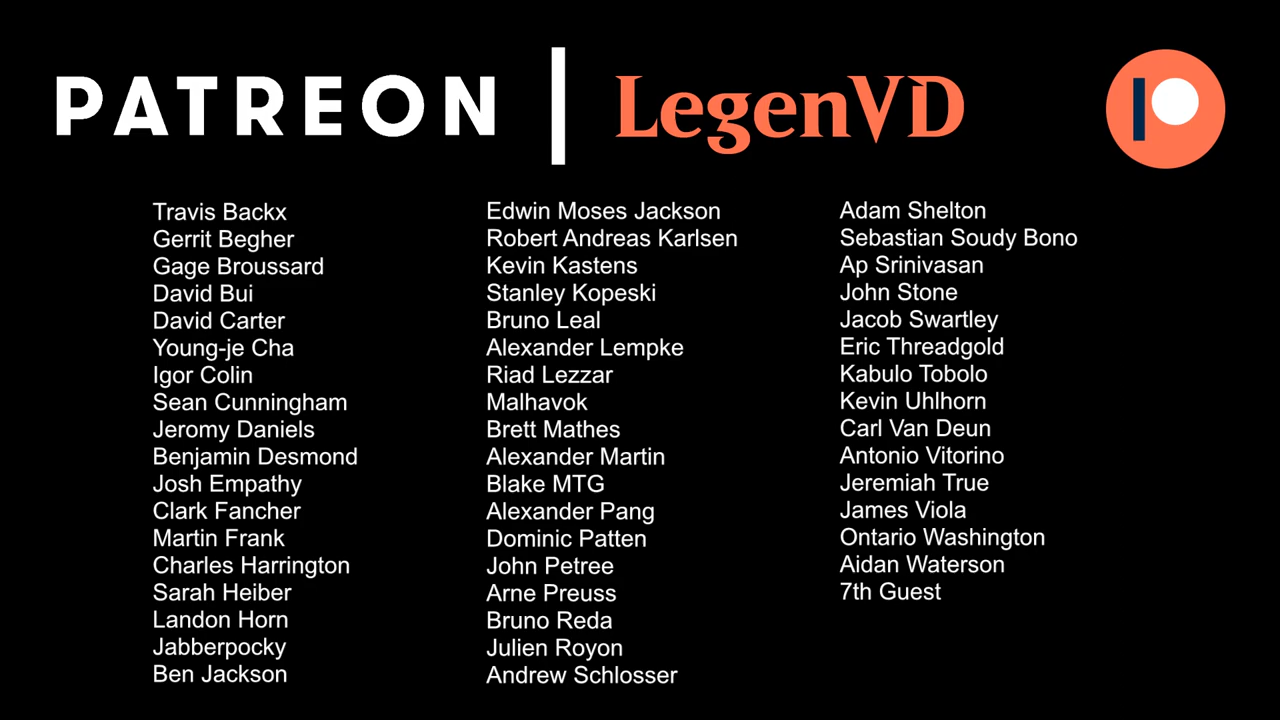 PATREON | LegenVD
Travis Backx
Gerrit Begher
Gage Broussard
David Bui
David Carter
Young-je Cha
Igor Colin
Sean Cunningham
Jeromy Daniels
Benjamin Desmond
Josh Empathy
Clark Fancher
Martin Frank
Charles Harrington
Sarah Heiber
Landon Horn
Jabberpocky
Ben Jackson
Edwin Moses Jackson
Robert Andreas Karlsen
Kevin Kastens
Stanley Kopeski
Bruno Leal
Alexander Lempke
Riad Lezzar
Malhavok
Brett Mathes
Alexander Martin
Blake MTG
Alexander Pang
Dominic Patten
John Petree
Arne Preuss
Bruno Reda
Julien Royon
Andrew Schlosser
Adam Shelton
Sebastian Soudy Bono
Ap Srinivasan
John Stone
Jacob Swartley
Eric Threadgold
Kabulo Tobolo
Kevin Uhlhorn
Carl Van Deun
Antonio Vitorino
Jeremiah True
James Viola
Ontario Washington
Aidan Waterson
7th Guest